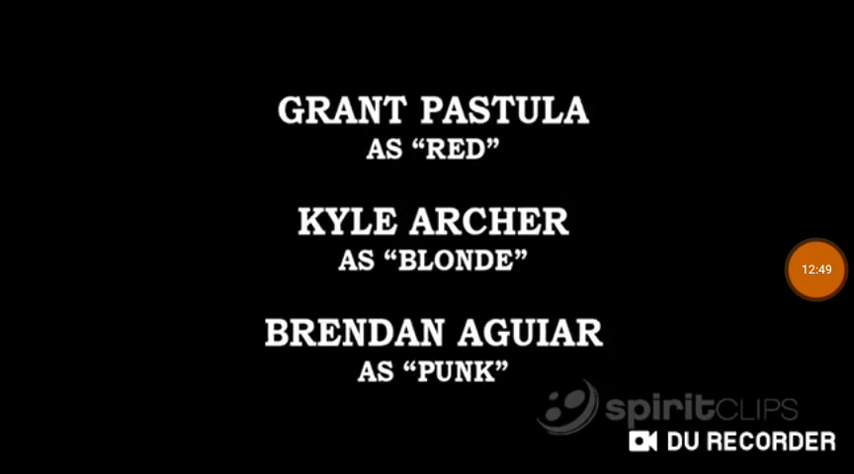 GRANT PASTULA
AS “RED”
KYLE ARCHER
AS “BLONDE”
12:49
BRENDAN AGUIAR
AS “PUNK”
spiritCLIPS
DU RECORDER